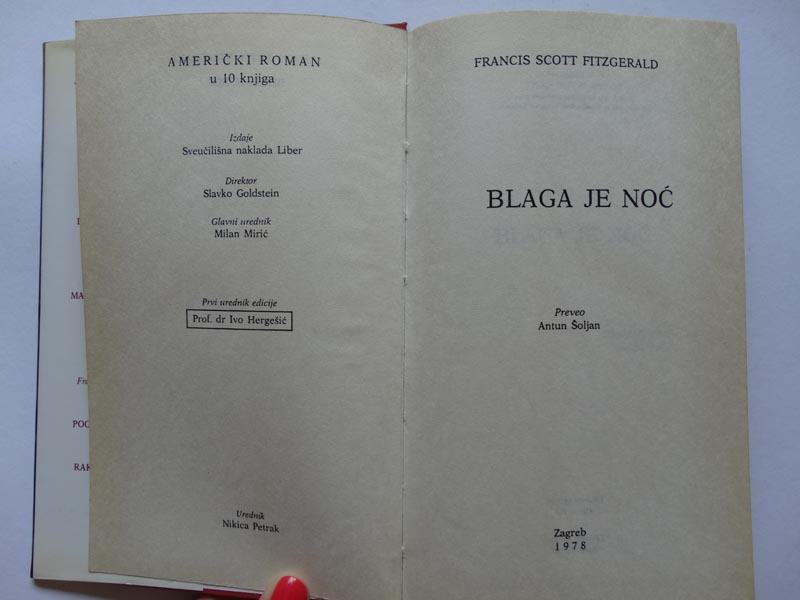 AMERIČKI ROMAN
u 10 knjiga
Izdaje
Sveučilišna naklada Liber
Direktor
Slavko Goldstein
Glavni urednik
Milan Mirić
Prvi urednik edicije
Prof. dr Ivo Hergešić
Urednik
Nikica Petrak
FRANCIS SCOTT FITZGERALD
BLAGA JE NOĆ
Preveo
Antun Šoljan
Zagreb
1978